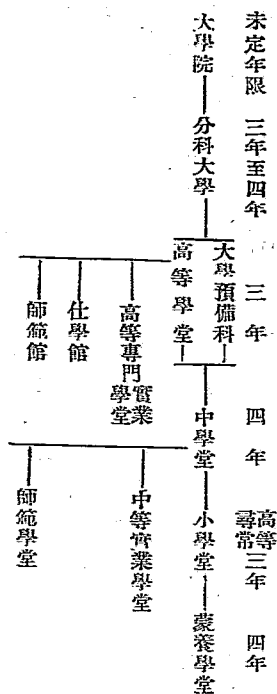 未定年限
三年至四年
三年
四年
高等
尋常
三年
四年
大學院
分科大學
大學預備科
高等學堂
中學堂
小學堂
蒙養學堂
高等專門實業學堂
仕學館
師範館
中等實業學堂
師範學堂